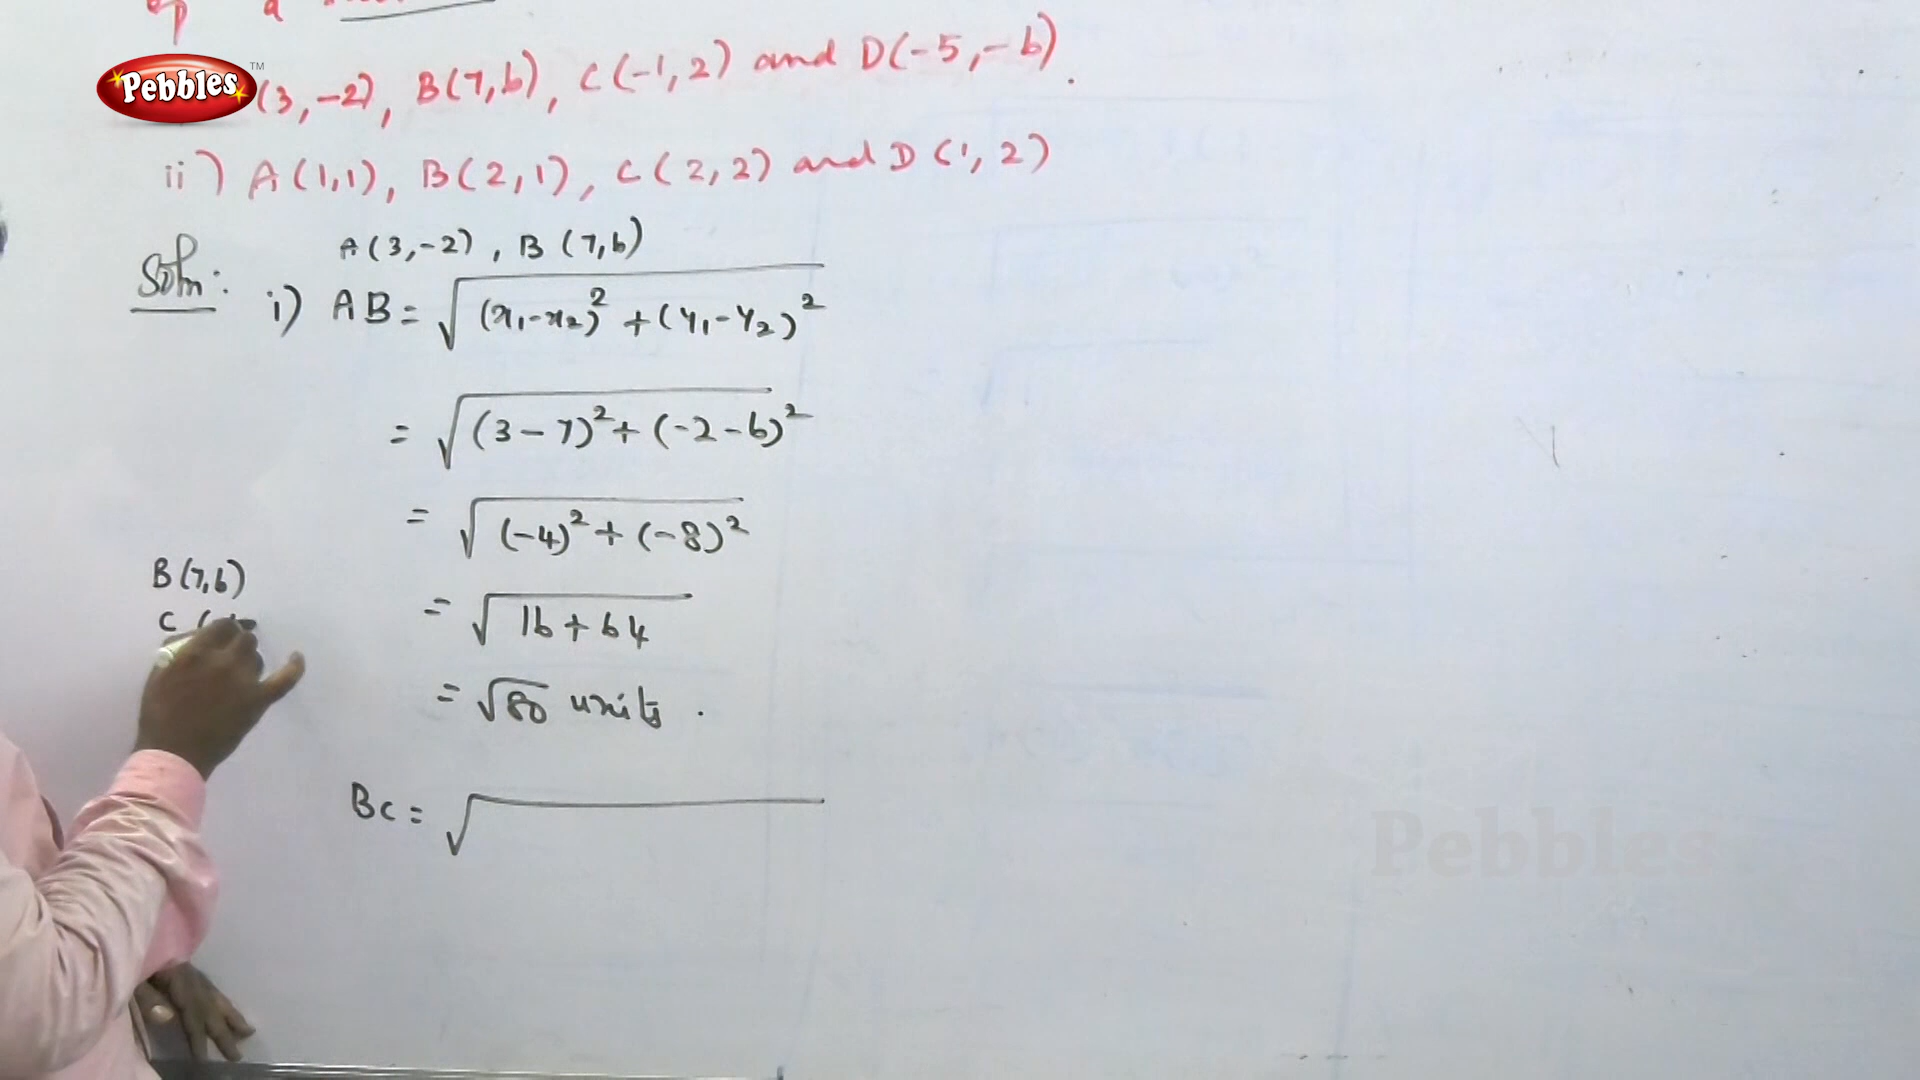 of a
Pebbles TM
(3,-2), B(7,6), C(-1,2) and D(-5,-6).
ii) A(1,1), B(2,1), C(2,2) and D(1,2)
A(3,-2), B(7,6)
Soln: i) AB = √(x₁-x₂)² + (y₁-y₂)²
= √(3-7)² + (-2-6)²
= √(-4)² + (-8)²
B(7,6)
C (
= √16+64
= √80 units.
BC = √
Pebbles